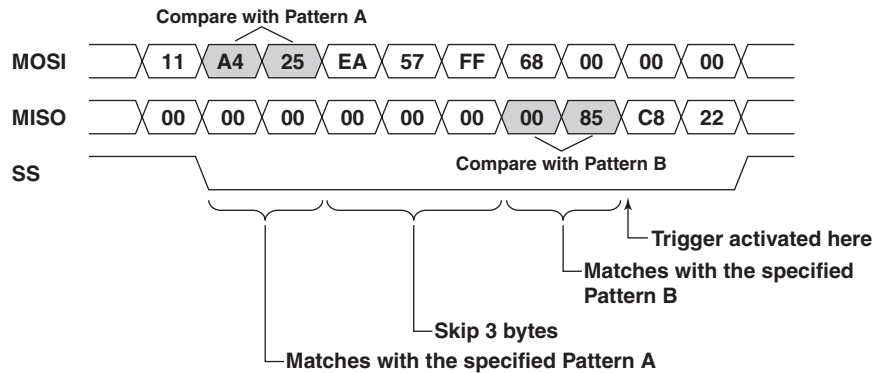 Compare with Pattern A
MOSI 11 A4 25 EA 57 FF 68 00 00 00
MISO 00 00 00 00 00 00 00 85 C8 22
Compare with Pattern B
SS
Trigger activated here
Matches with the specified
Pattern B
Skip 3 bytes
Matches with the specified Pattern A